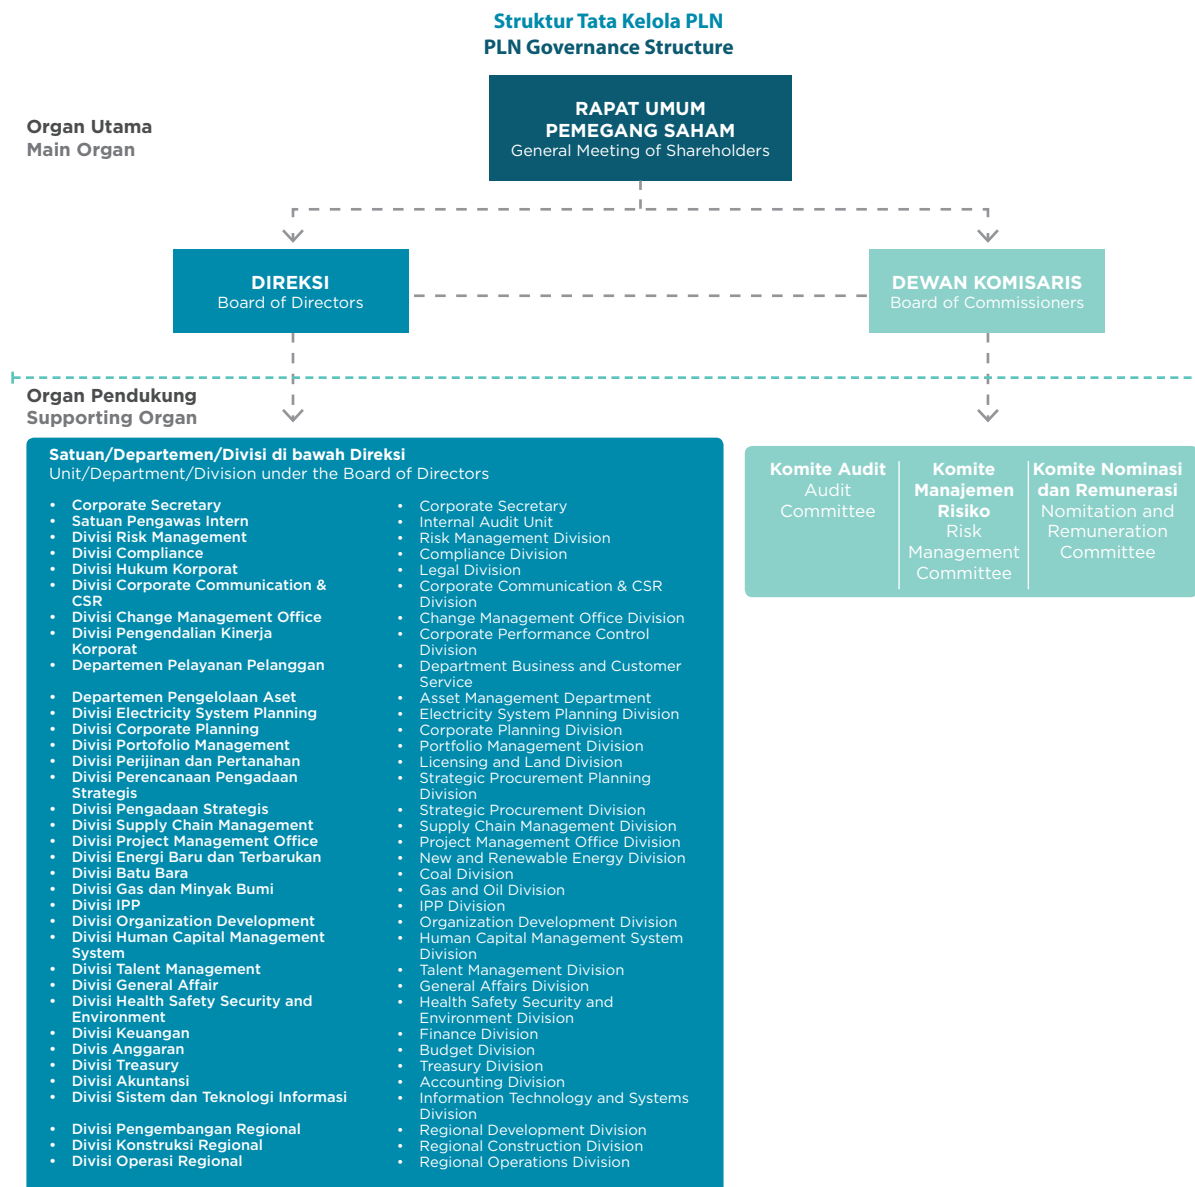 Struktur Tata Kelola PLN
PLN Governance Structure
RAPAT UMUM
PEMEGANG SAHAM
General Meeting of Shareholders
Organ Utama
Main Organ
DIREKSI
Board of Directors
DEWAN KOMISARIS
Board of Commissioners
Organ Pendukung
Supporting Organ
Satuan/Departemen/Divisi di bawah Direksi
Unit/Department/Division under the Board of Directors
• Corporate Secretary
• Satuan Pengawas Intern
• Divisi Risk Management
• Divisi Compliance
• Divisi Hukum Korporat
• Divisi Corporate Communication &
CSR
• Divisi Change Management Office
• Divisi Pengendalian Kinerja
Korporat
• Departemen Pelayanan Pelanggan
• Departemen Pengelolaan Aset
• Divisi Electricity System Planning
• Divisi Corporate Planning
• Divisi Portofolio Management
• Divisi Perijinan dan Pertanahan
• Divisi Perencanaan Pengadaan
Strategis
• Divisi Pengadaan Strategis
• Divisi Supply Chain Management
• Divisi Project Management Office
• Divisi Energi Baru dan Terbarukan
• Divisi Batu Bara
• Divisi Gas dan Minyak Bumi
• Divisi IPP
• Divisi Organization Development
• Divisi Human Capital Management
System
• Divisi Talent Management
• Divisi General Affair
• Divisi Health Safety Security and
Environment
• Divisi Keuangan
• Divis Anggaran
• Divisi Treasury
• Divisi Akuntansi
• Divisi Sistem dan Teknologi Informasi
• Divisi Pengembangan Regional
• Divisi Konstruksi Regional
• Divisi Operasi Regional
• Corporate Secretary
• Internal Audit Unit
• Risk Management Division
• Compliance Division
• Legal Division
• Corporate Communication & CSR
Division
• Change Management Office Division
• Corporate Performance Control
Division
• Department Business and Customer
Service
• Asset Management Department
• Electricity System Planning Division
• Corporate Planning Division
• Portfolio Management Division
• Licensing and Land Division
• Strategic Procurement Planning
Division
• Strategic Procurement Division
• Supply Chain Management Division
• Project Management Office Division
• New and Renewable Energy Division
• Coal Division
• Gas and Oil Division
• IPP Division
• Organization Development Division
• Human Capital Management System
Division
• Talent Management Division
• General Affairs Division
• Health Safety Security and
Environment Division
• Finance Division
• Budget Division
• Treasury Division
• Accounting Division
• Information Technology and Systems
Division
• Regional Development Division
• Regional Construction Division
• Regional Operations Division
Komite Audit
Audit
Committee
Komite
Manajemen
Risiko
Risk
Management
Committee
Komite Nominasi
dan Remunerasi
Nomitation and
Remuneration
Committee